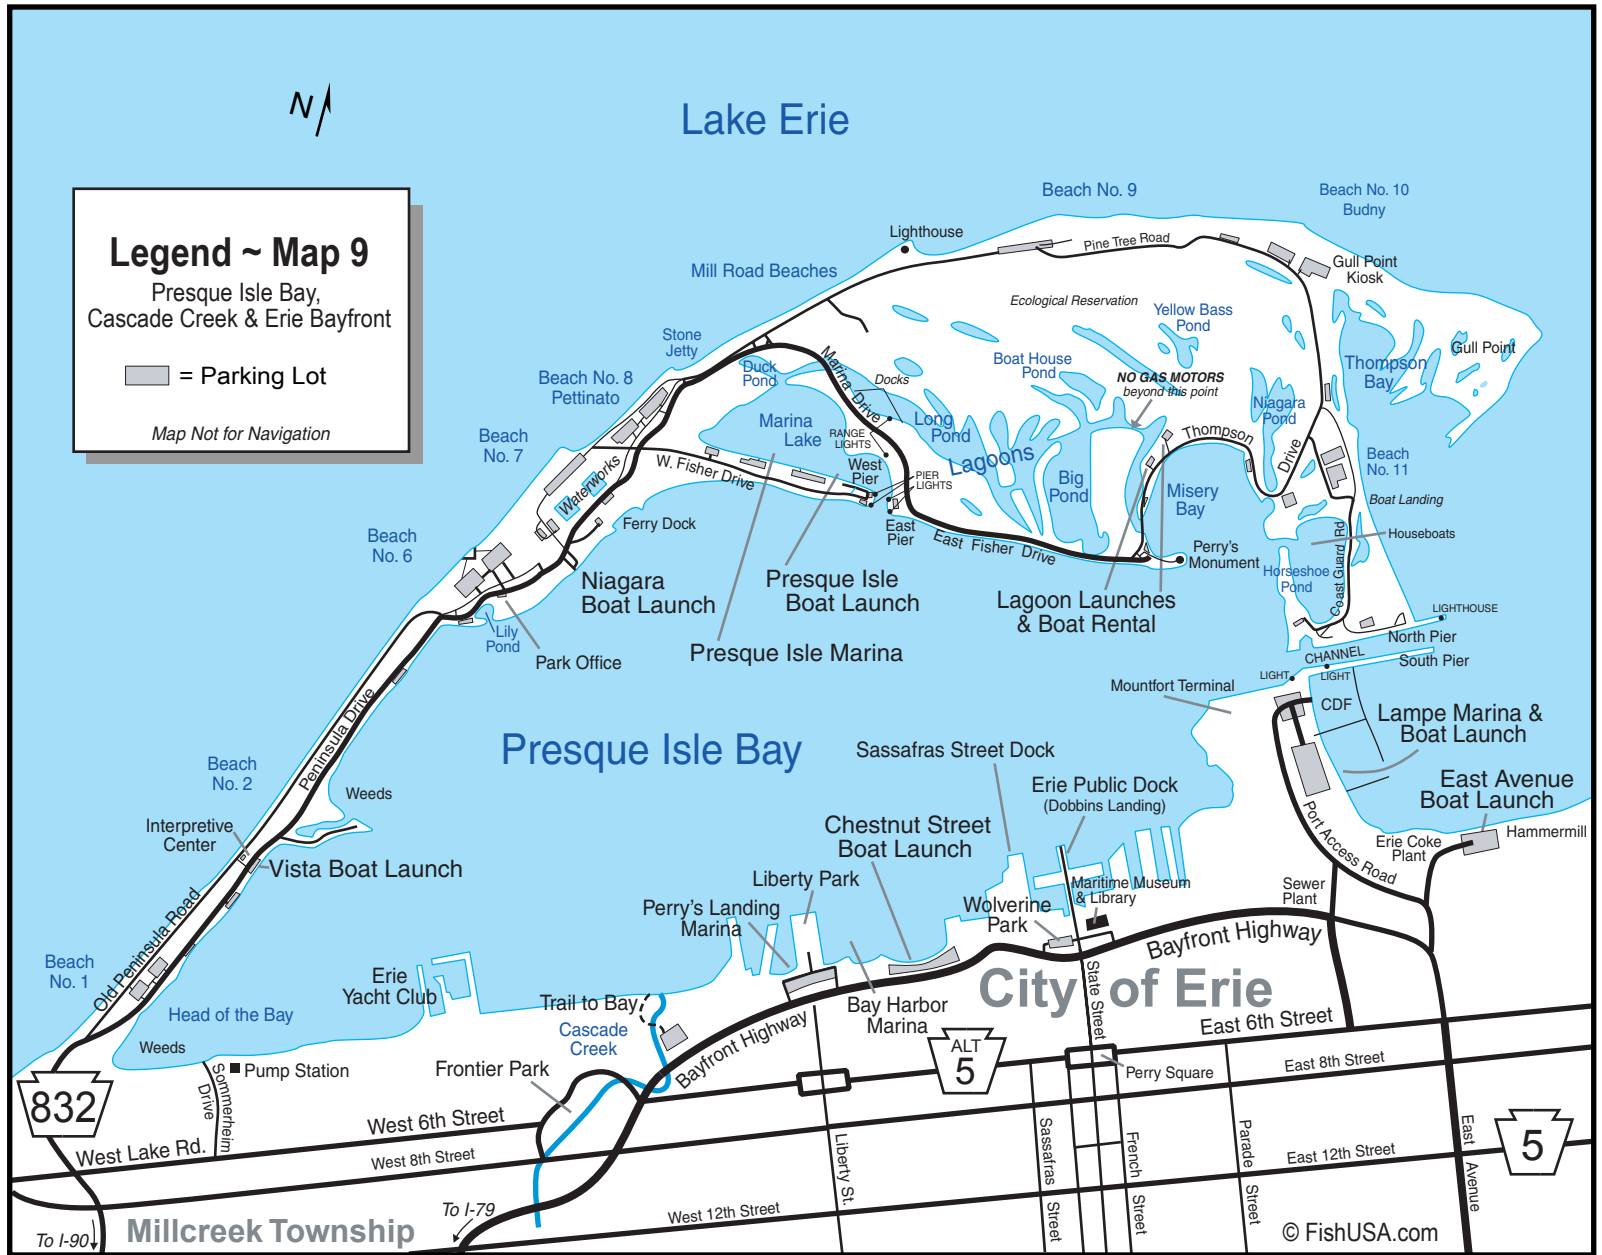 N
Lake Erie
Legend ~ Map 9
Presque Isle Bay,
Cascade Creek & Erie Bayfront
= Parking Lot
Map Not for Navigation
Beach No. 9
Beach No. 10
Budny
Lighthouse
Pine Tree Road
Gull Point
Kiosk
Mill Road Beaches
Ecological Reservation
Yellow Bass
Pond
Stone
Jetty
Duck
Pond
Marina Drive
Docks
Boat House
Pond
NO GAS MOTORS
beyond this point
Thompson
Bay
Gull Point
Beach No. 8
Pettinato
Marina
Lake
RANGE
LIGHTS
Long
Pond
Lagoons
Niagara
Pond
Thompson
Drive
Beach
No. 7
Waterworks
W. Fisher Drive
West
Pier
PIER
LIGHTS
Big
Pond
Misery
Bay
Beach
No. 11
Boat Landing
Beach
No. 6
Ferry Dock
East
Pier
East Fisher Drive
Perry's
Monument
Houseboats
Horseshoe
Pond
Coast Guard Rd
Niagara
Boat Launch
Presque Isle
Boat Launch
Lagoon Launches
& Boat Rental
LIGHTHOUSE
North Pier
Lily
Pond
Park Office
Presque Isle Marina
CHANNEL
South Pier
LIGHT
LIGHT
Mountfort Terminal
CDF
Lampe Marina &
Boat Launch
Peninsula Drive
Presque Isle Bay
Sassafras Street Dock
Beach
No. 2
Weeds
Erie Public Dock
(Dobbins Landing)
East Avenue
Boat Launch
Interpretive
Center
Vista Boat Launch
Chestnut Street
Boat Launch
Port Access Road
Erie Coke
Plant
Hammermill
Liberty Park
Maritime Museum
& Library
Sewer
Plant
Perry's Landing
Marina
Wolverine
Park
Bayfront Highway
Old Peninsula Road
Beach
No. 1
Erie
Yacht Club
City of Erie
State Street
Head of the Bay
Trail to Bay
Cascade
Creek
Bayfront Highway
Bay Harbor
Marina
East 6th Street
Weeds
Pump Station
Frontier Park
ALT
5
Perry Square
East 8th Street
832
Sommerheim
Drive
West 6th Street
West Lake Rd.
West 8th Street
Liberty St.
Sassafras
Street
French
Street
Parade
Street
East 12th Street
East
Avenue
5
To I-79
West 12th Street
To I-90
Millcreek Township
© FishUSA.com